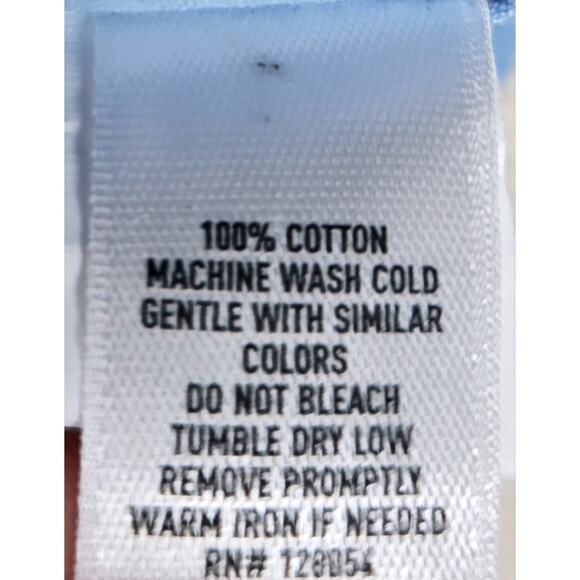 100% COTTON
MACHINE WASH COLD
GENTLE WITH SIMILAR
COLORS
DO NOT BLEACH
TUMBLE DRY LOW
REMOVE PROMPTLY
WARM IRON IF NEEDED
RN#